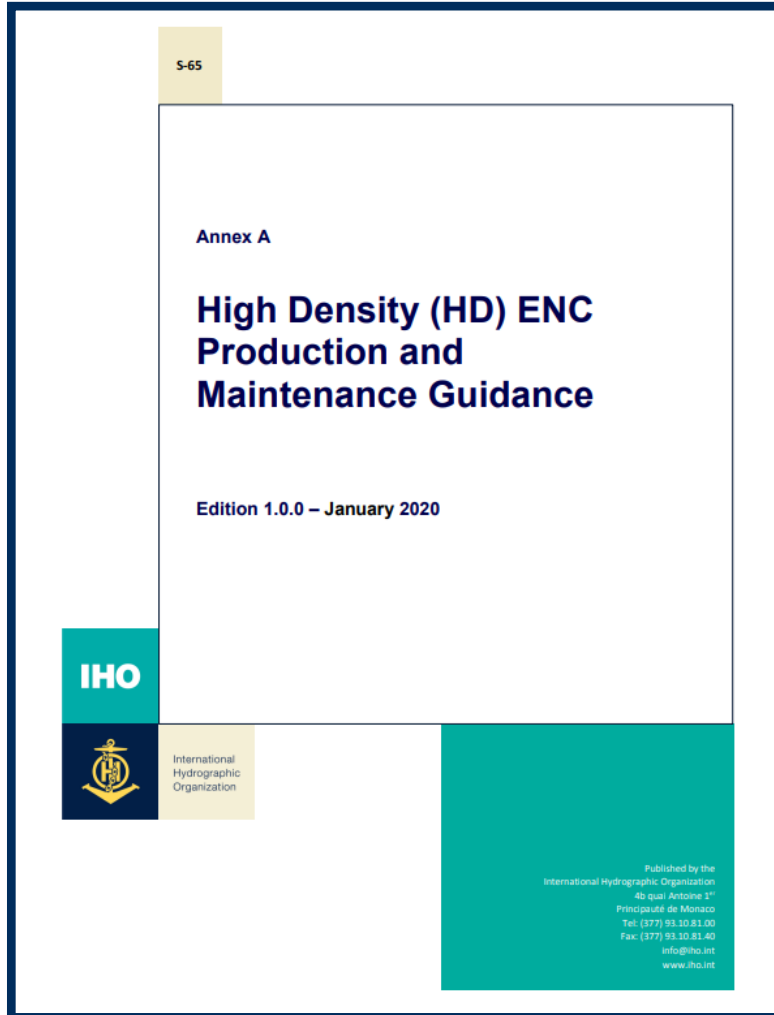 S-65
Annex A
High Density (HD) ENC
Production and
Maintenance Guidance
Edition 1.0.0 – January 2020
IHO
International
Hydrographic
Organization
Published by the
International Hydrographic Organization
4b quai Antoine 1er
Principauté de Monaco
Tel: (377) 93.10.81.00
Fax: (377) 93.10.81.40
info@iho.int
www.iho.int